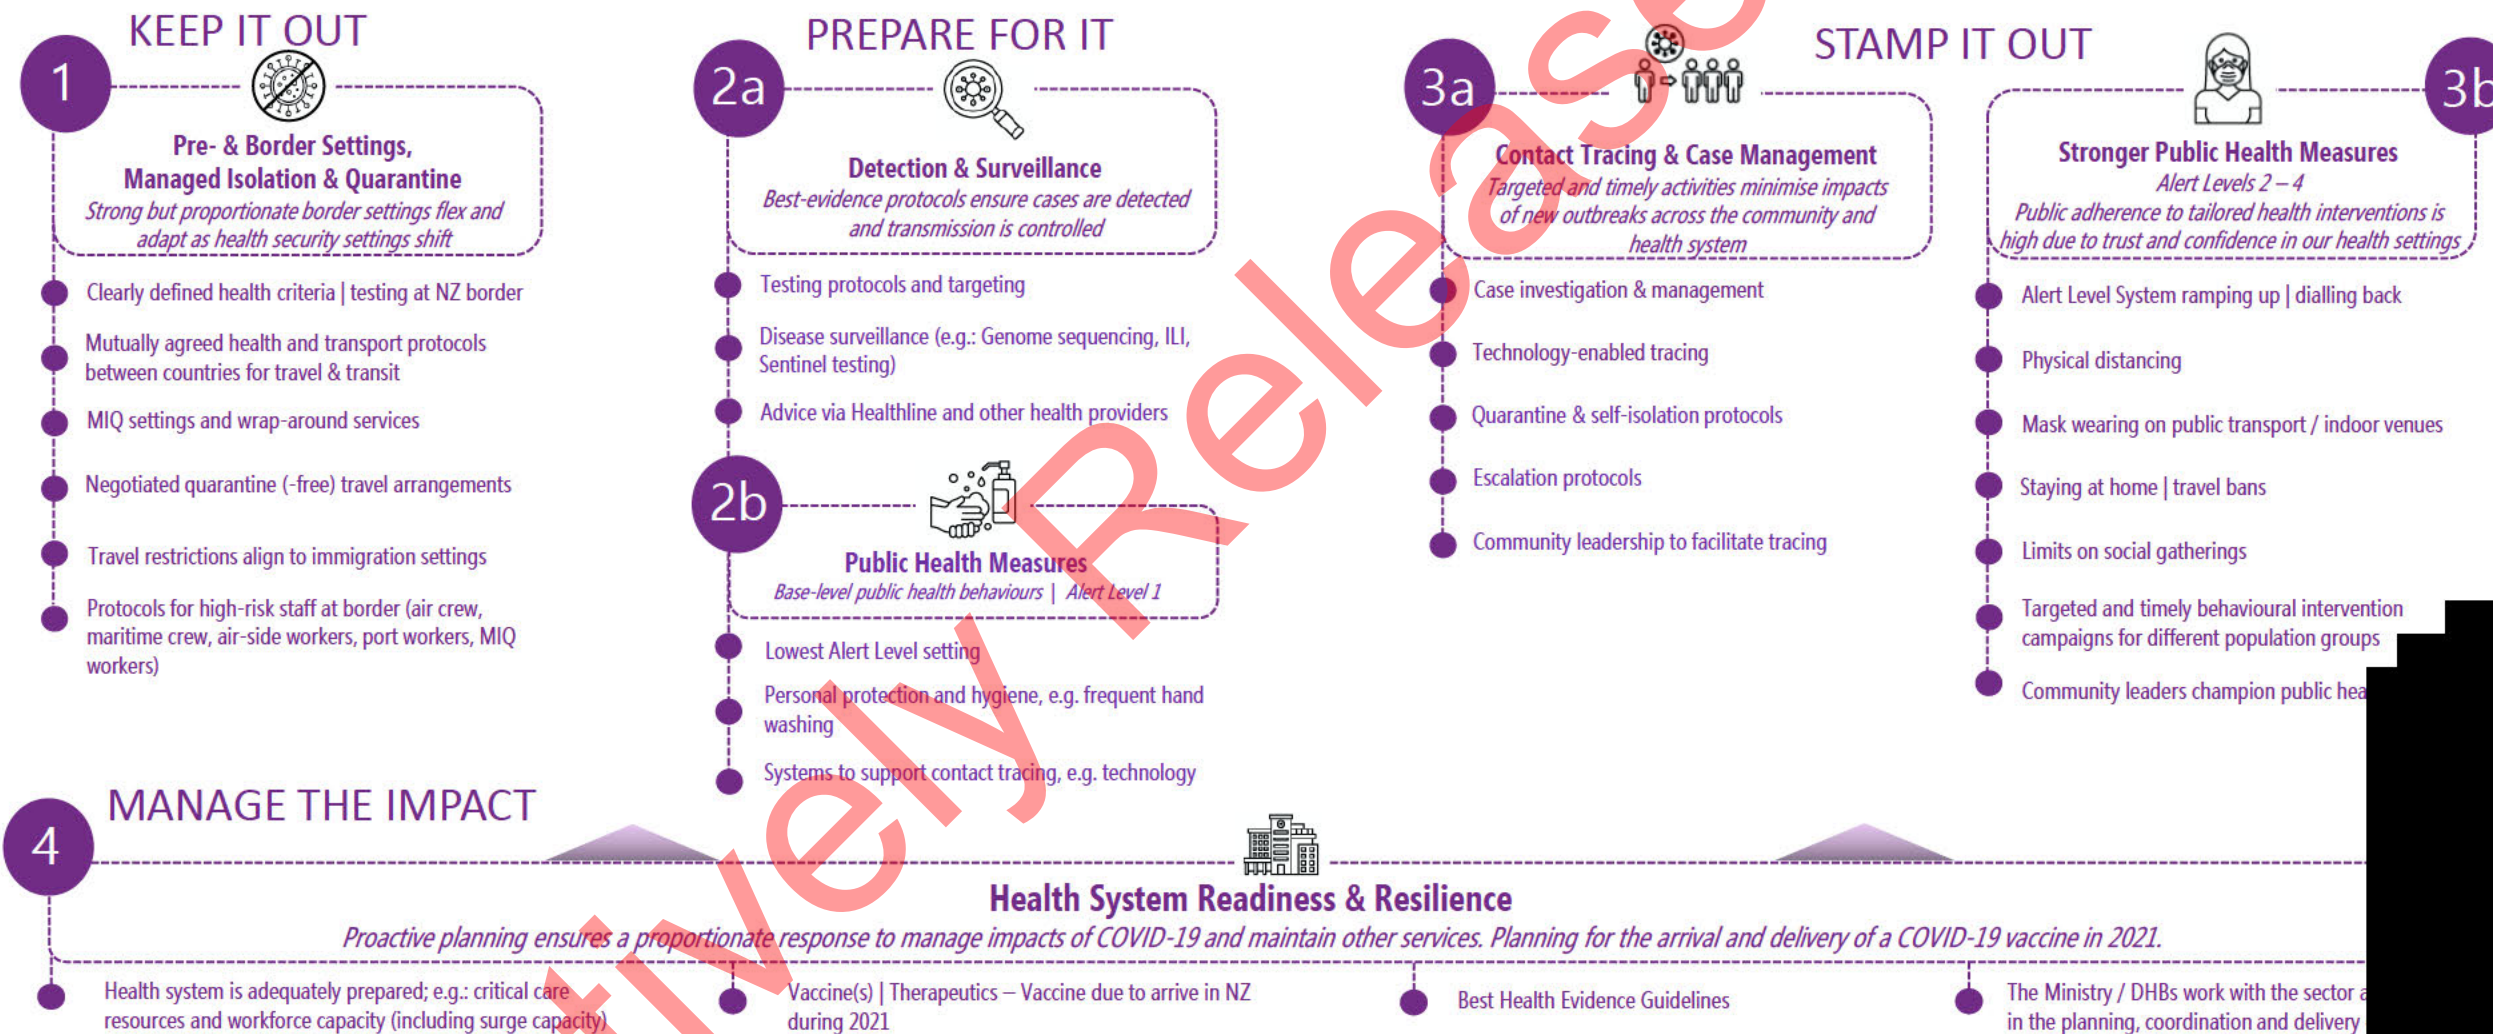 KEEP IT OUT
1
Pre- & Border Settings,
Managed Isolation & Quarantine
Strong but proportionate border settings flex and
adapt as health security settings shift
Clearly defined health criteria | testing at NZ border
Mutually agreed health and transport protocols
between countries for travel & transit
MIQ settings and wrap-around services
Negotiated quarantine (-free) travel arrangements
Travel restrictions align to immigration settings
Protocols for high-risk staff at border (air crew,
maritime crew, air-side workers, port workers, MIQ
workers)
PREPARE FOR IT
2a
Detection & Surveillance
Best-evidence protocols ensure cases are detected
and transmission is controlled
Testing protocols and targeting
Disease surveillance (e.g.: Genome sequencing, ILI,
Sentinel testing)
Advice via Healthline and other health providers
2b
Public Health Measures
Base-level public health behaviours | Alert Level 1
Lowest Alert Level setting
Personal protection and hygiene, e.g. frequent hand
washing
Systems to support contact tracing, e.g. technology
STAMP IT OUT
3a
Contact Tracing & Case Management
Targeted and timely activities minimise impacts
of new outbreaks across the community and
health system
Case investigation & management
Technology-enabled tracing
Quarantine & self-isolation protocols
Escalation protocols
Community leadership to facilitate tracing
3b
Stronger Public Health Measures
Alert Levels 2 – 4
Public adherence to tailored health interventions is
high due to trust and confidence in our health settings
Alert Level System ramping up | dialling back
Physical distancing
Mask wearing on public transport / indoor venues
Staying at home | travel bans
Limits on social gatherings
Targeted and timely behavioural intervention
campaigns for different population groups
Community leaders champion public hea
MANAGE THE IMPACT
4
Health System Readiness & Resilience
Proactive planning ensures a proportionate response to manage impacts of COVID-19 and maintain other services. Planning for the arrival and delivery of a COVID-19 vaccine in 2021.
Health system is adequately prepared; e.g.: critical care
resources and workforce capacity (including surge capacity)
Vaccine(s) | Therapeutics – Vaccine due to arrive in NZ
during 2021
Best Health Evidence Guidelines
The Ministry / DHBs work with the sector
in the planning, coordination and delivery
tively Release